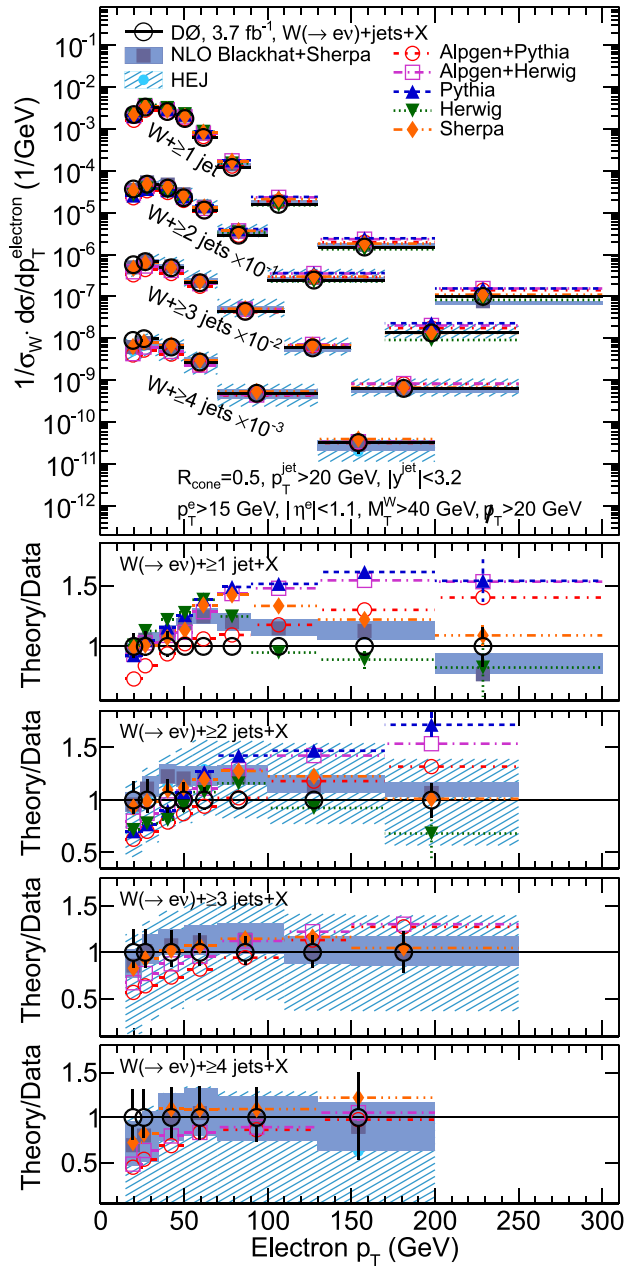 DØ, 3.7 fb⁻¹, W(→ eν)+jets+X
NLO Blackhat+Sherpa
HEJ
Alpgen+Pythia
Alpgen+Herwig
Pythia
Herwig
Sherpa
1/σ_W · dσ/dp_T^electron (1/GeV)
10⁻¹
10⁻²
10⁻³
10⁻⁴
10⁻⁵
10⁻⁶
10⁻⁷
10⁻⁸
10⁻⁹
10⁻¹⁰
10⁻¹¹
10⁻¹²
W+≥1 jet
W+≥2 jets ×10⁻¹
W+≥3 jets ×10⁻²
W+≥4 jets ×10⁻³
R_cone=0.5, p_T^jet>20 GeV, |y^jet|<3.2
p_T^e>15 GeV, |η^e|<1.1, M_T^W>40 GeV, p̸_T>20 GeV
W(→ eν)+≥1 jet+X
Theory/Data
1.5
1
W(→ eν)+≥2 jets+X
Theory/Data
1.5
1
0.5
W(→ eν)+≥3 jets+X
Theory/Data
1.5
1
0.5
W(→ eν)+≥4 jets+X
Theory/Data
1.5
1
0.5
0 50 100 150 200 250 300
Electron p_T (GeV)